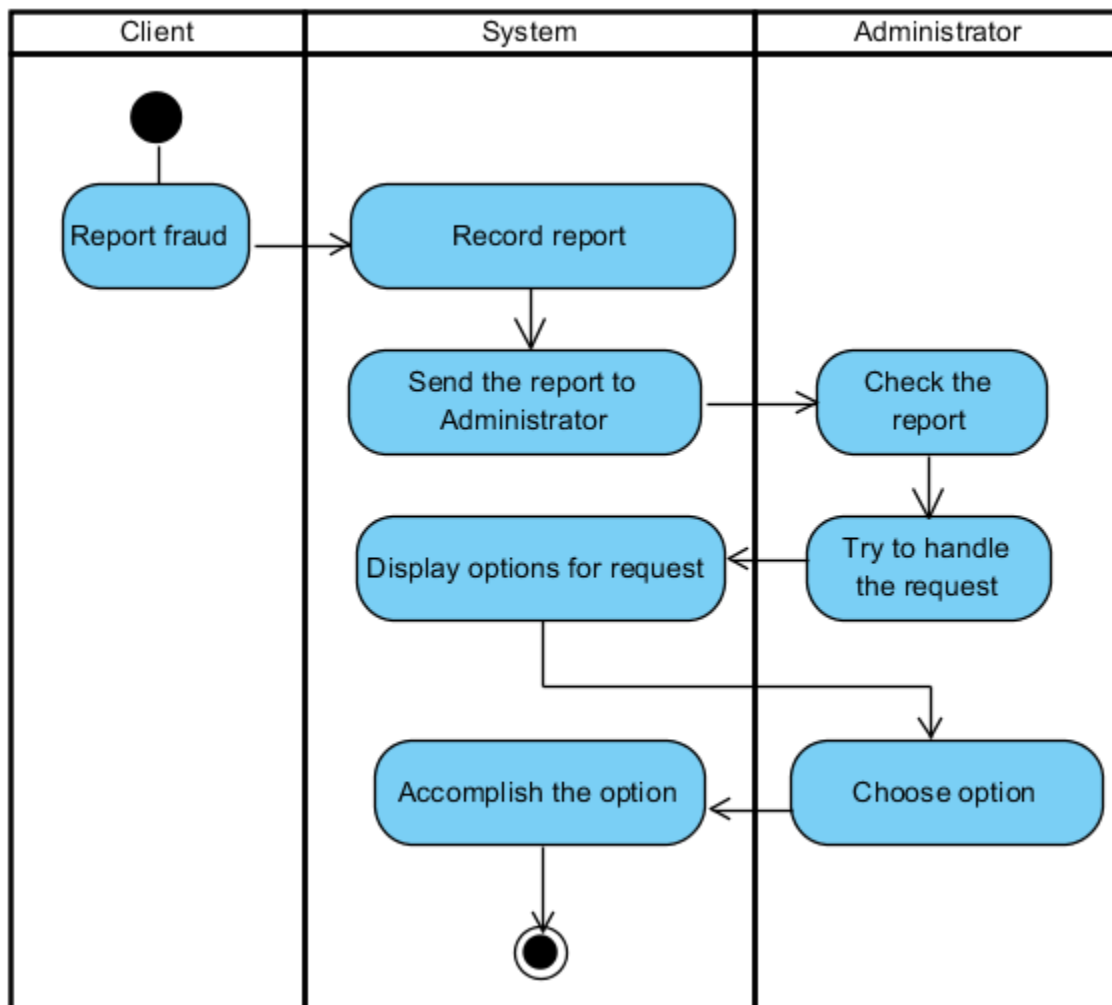 Client
System
Administrator
Report fraud
Record report
Send the report to
Administrator
Check the
report
Display options for request
Try to handle
the request
Accomplish the option
Choose option